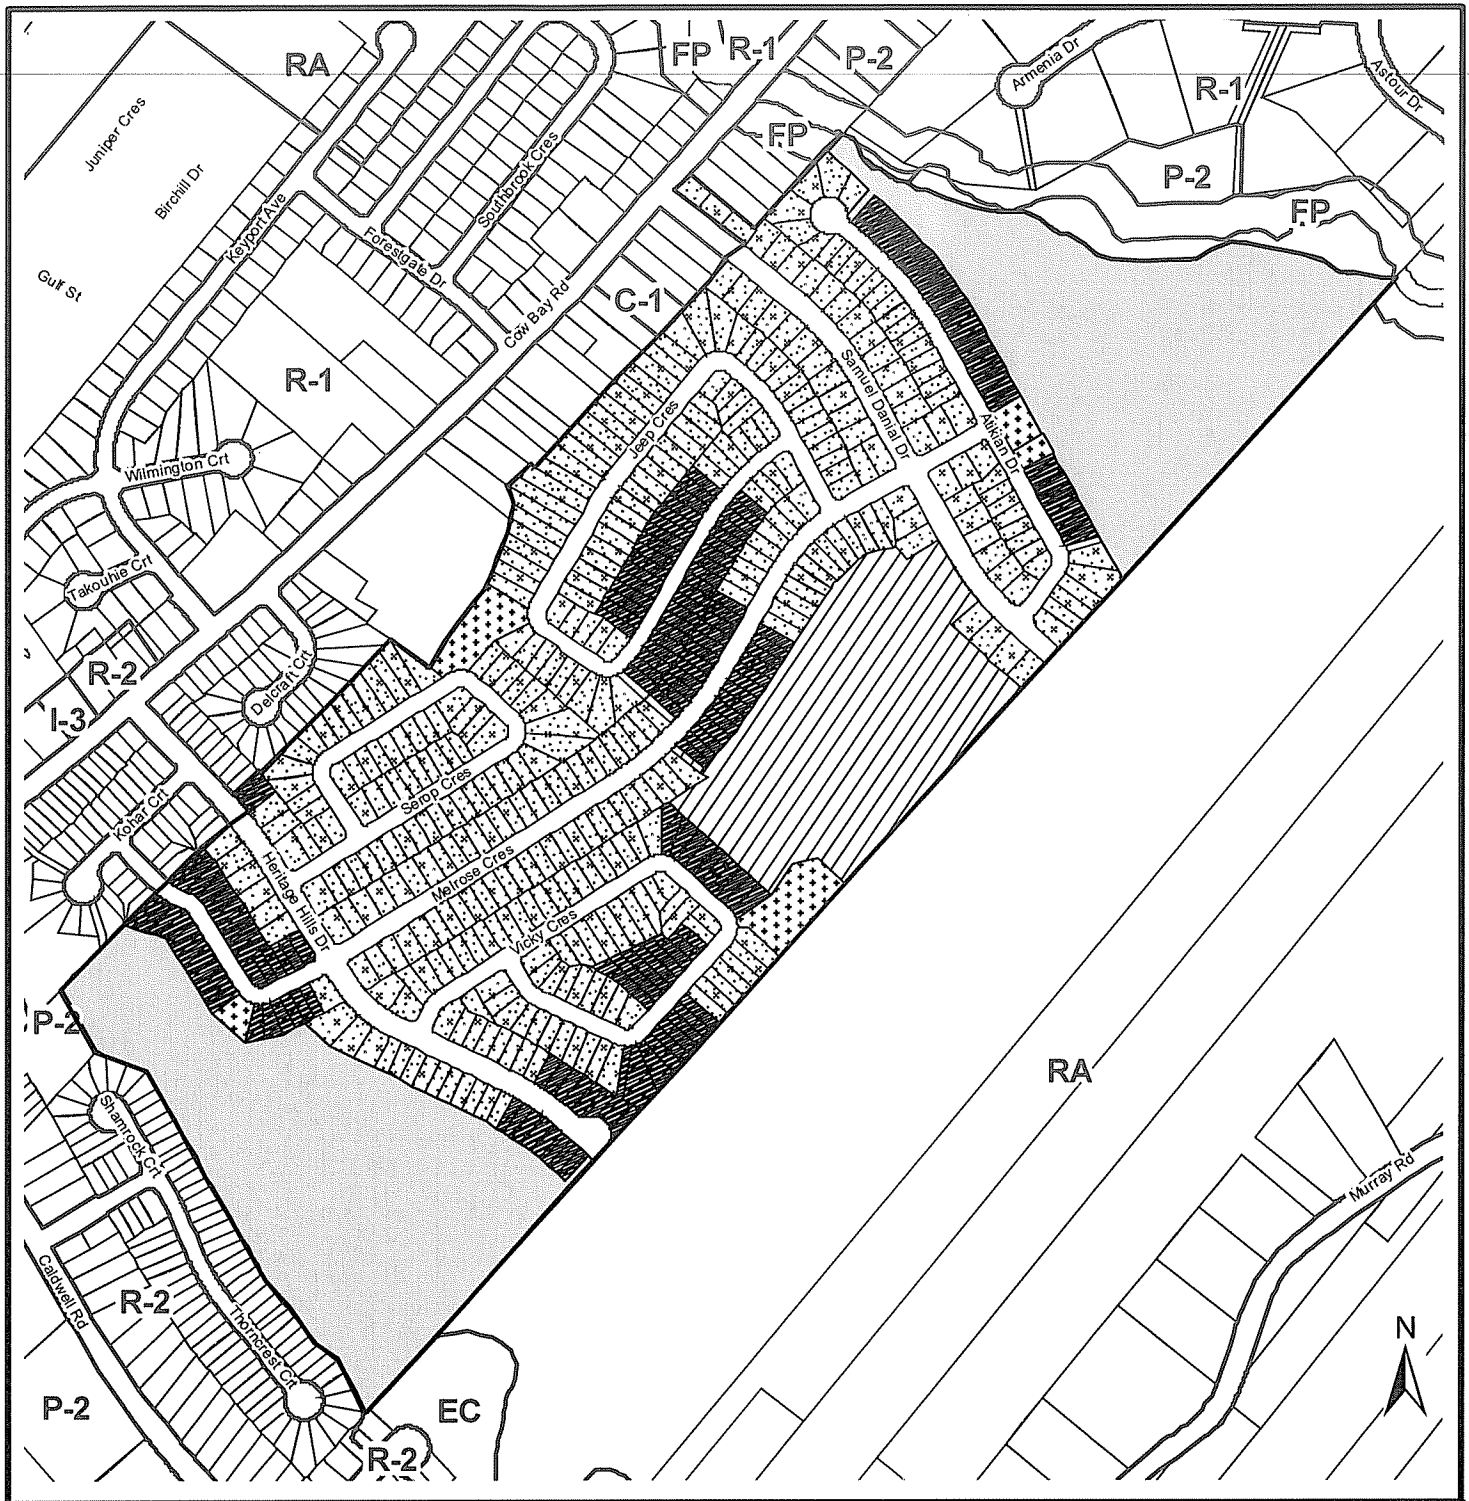 RA
FP
R-1
P-2
Armenia Dr
R-1
Astour Dr
Juniper Cres
Birchill Dr
Southbrook Cres
FP
P-2
FP
Keyport Ave
Forestgate Dr
Gulf St
Cow Bay Rd
C-1
R-1
Samuel Danial Dr
Jeep Cres
Atikian Dr
Wilmington Crt
Takouhie Crt
R-2
Delcraft Crt
I-3
Serop Cres
Kohar Crt
Heritage Hills Dr
Melrose Cres
Vicky Cres
P-2
RA
Shamrock Crt
Murray Rd
Caldwell Rd
R-2
Thorncrest Crt
N
P-2
EC
R-2